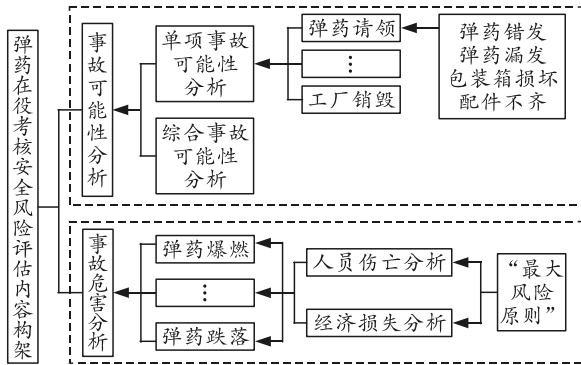 弹药在役考核安全风险评估内容构架
事故可能性分析
单项事故
可能性
分析
综合事故
可能性
分析
弹药请领
⋮
工厂销毁
弹药错发
弹药漏发
包装箱损坏
配件不齐
事故危害分析
弹药爆燃
⋮
弹药跌落
人员伤亡分析
经济损失分析
“最大
风险
原则”